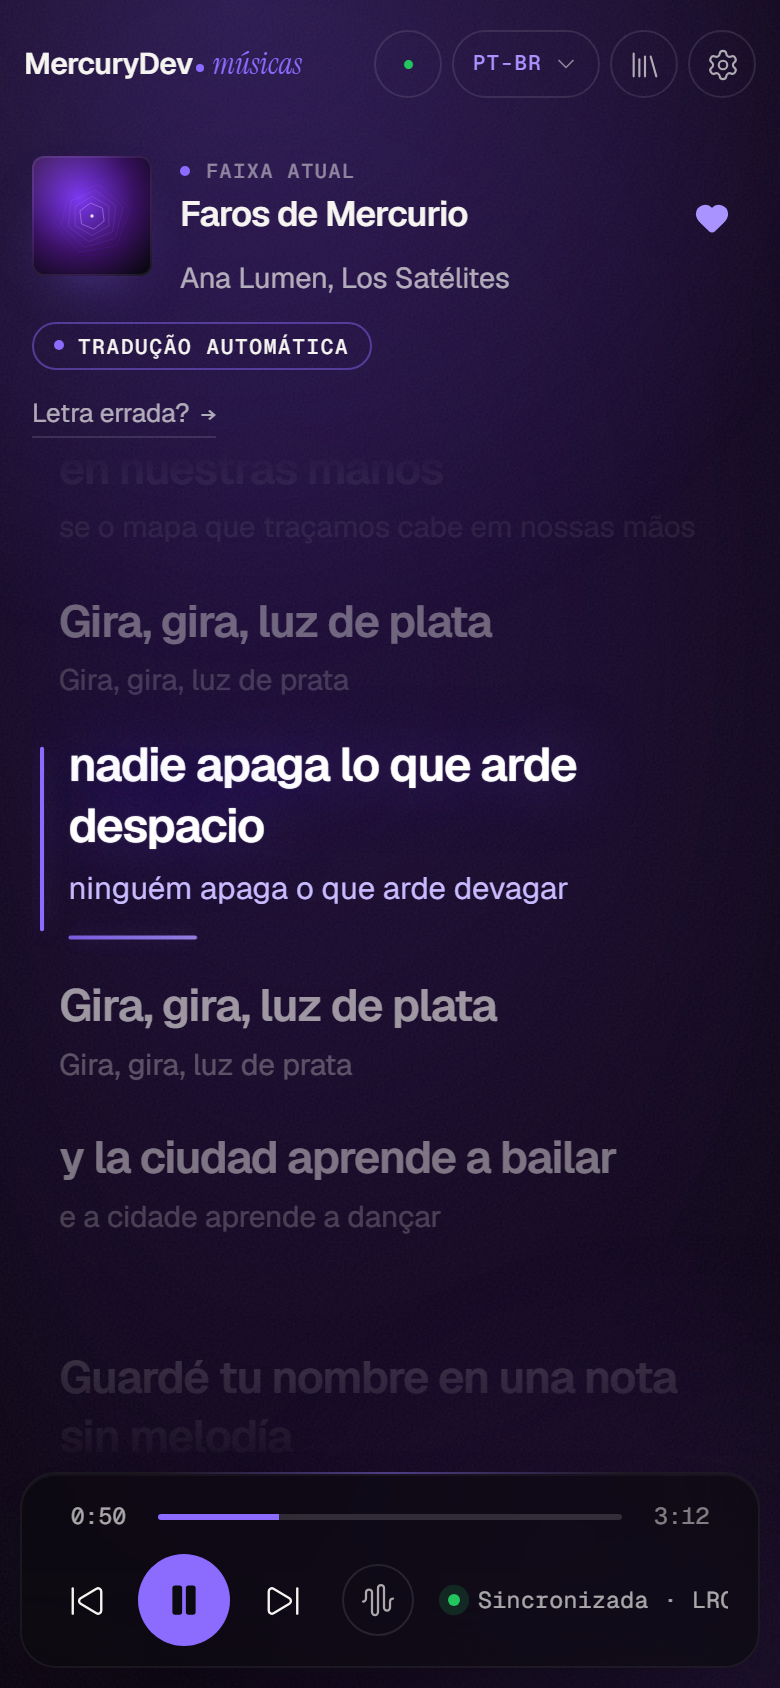 MercuryDev músicas
PT-BR
FAIXA ATUAL
Faros de Mercurio
Ana Lumen, Los Satélites
TRADUÇÃO AUTOMÁTICA
Letra errada? →
en nuestras manos
se o mapa que traçamos cabe em nossas mãos
Gira, gira, luz de plata
Gira, gira, luz de prata
nadie apaga lo que arde
despacio
ninguém apaga o que arde devagar
Gira, gira, luz de plata
Gira, gira, luz de prata
y la ciudad aprende a bailar
e a cidade aprende a dançar
Guardé tu nombre en una nota
sin melodía
0:50
3:12
Sincronizada · LRC